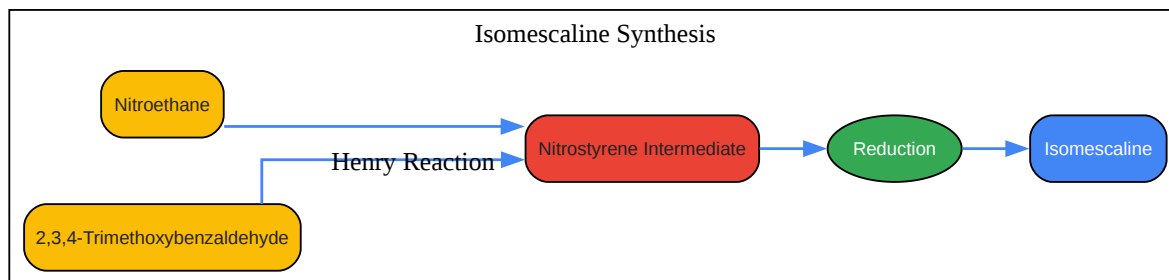 Isomescaline Synthesis
Nitroethane
Henry Reaction
Nitrostyrene Intermediate
Reduction
Isomescaline
2,3,4-Trimethoxybenzaldehyde